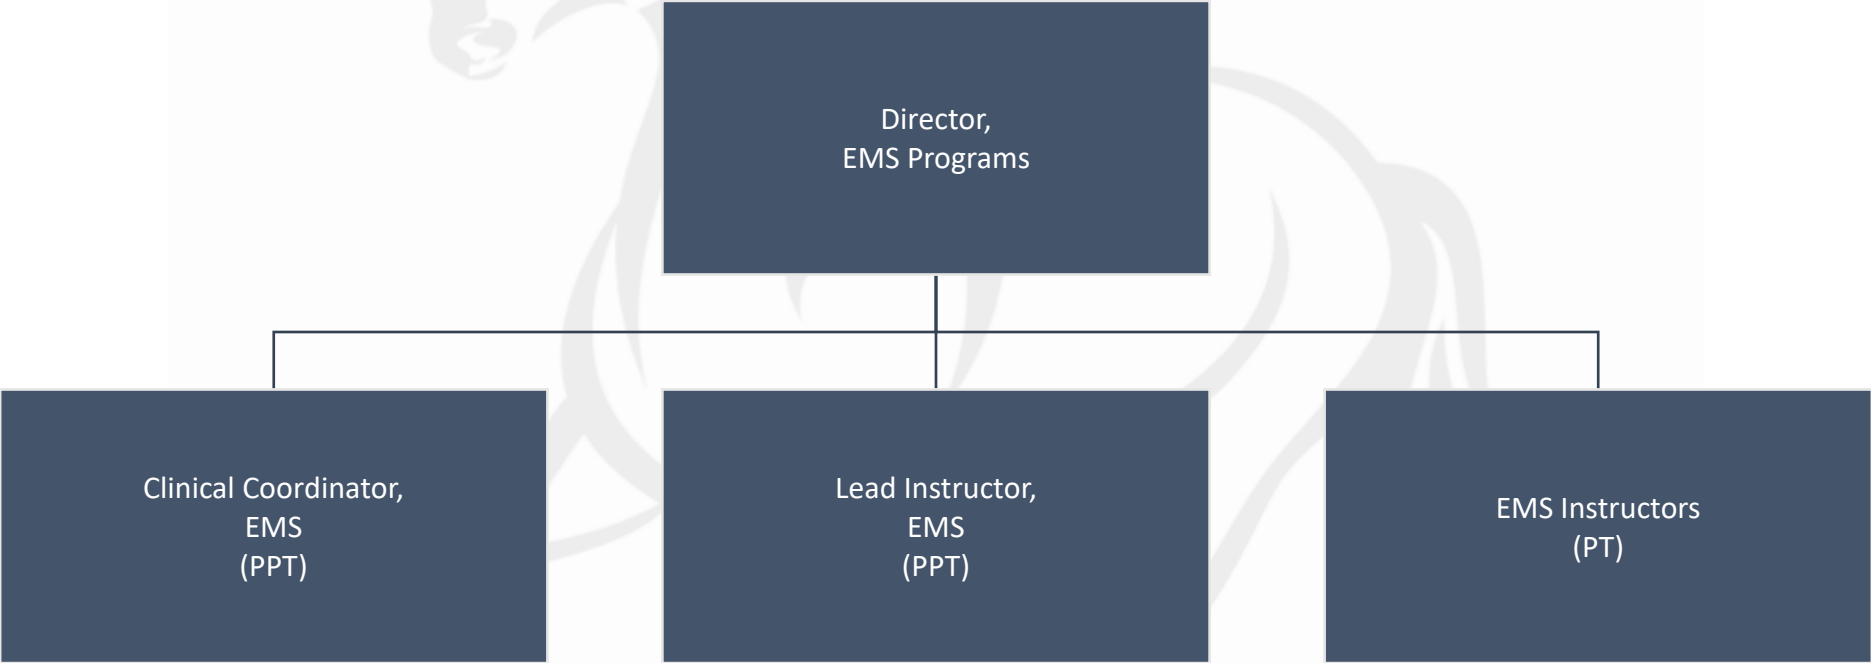 Director,
EMS Programs
Clinical Coordinator,
EMS
(PPT)
Lead Instructor,
EMS
(PPT)
EMS Instructors
(PT)